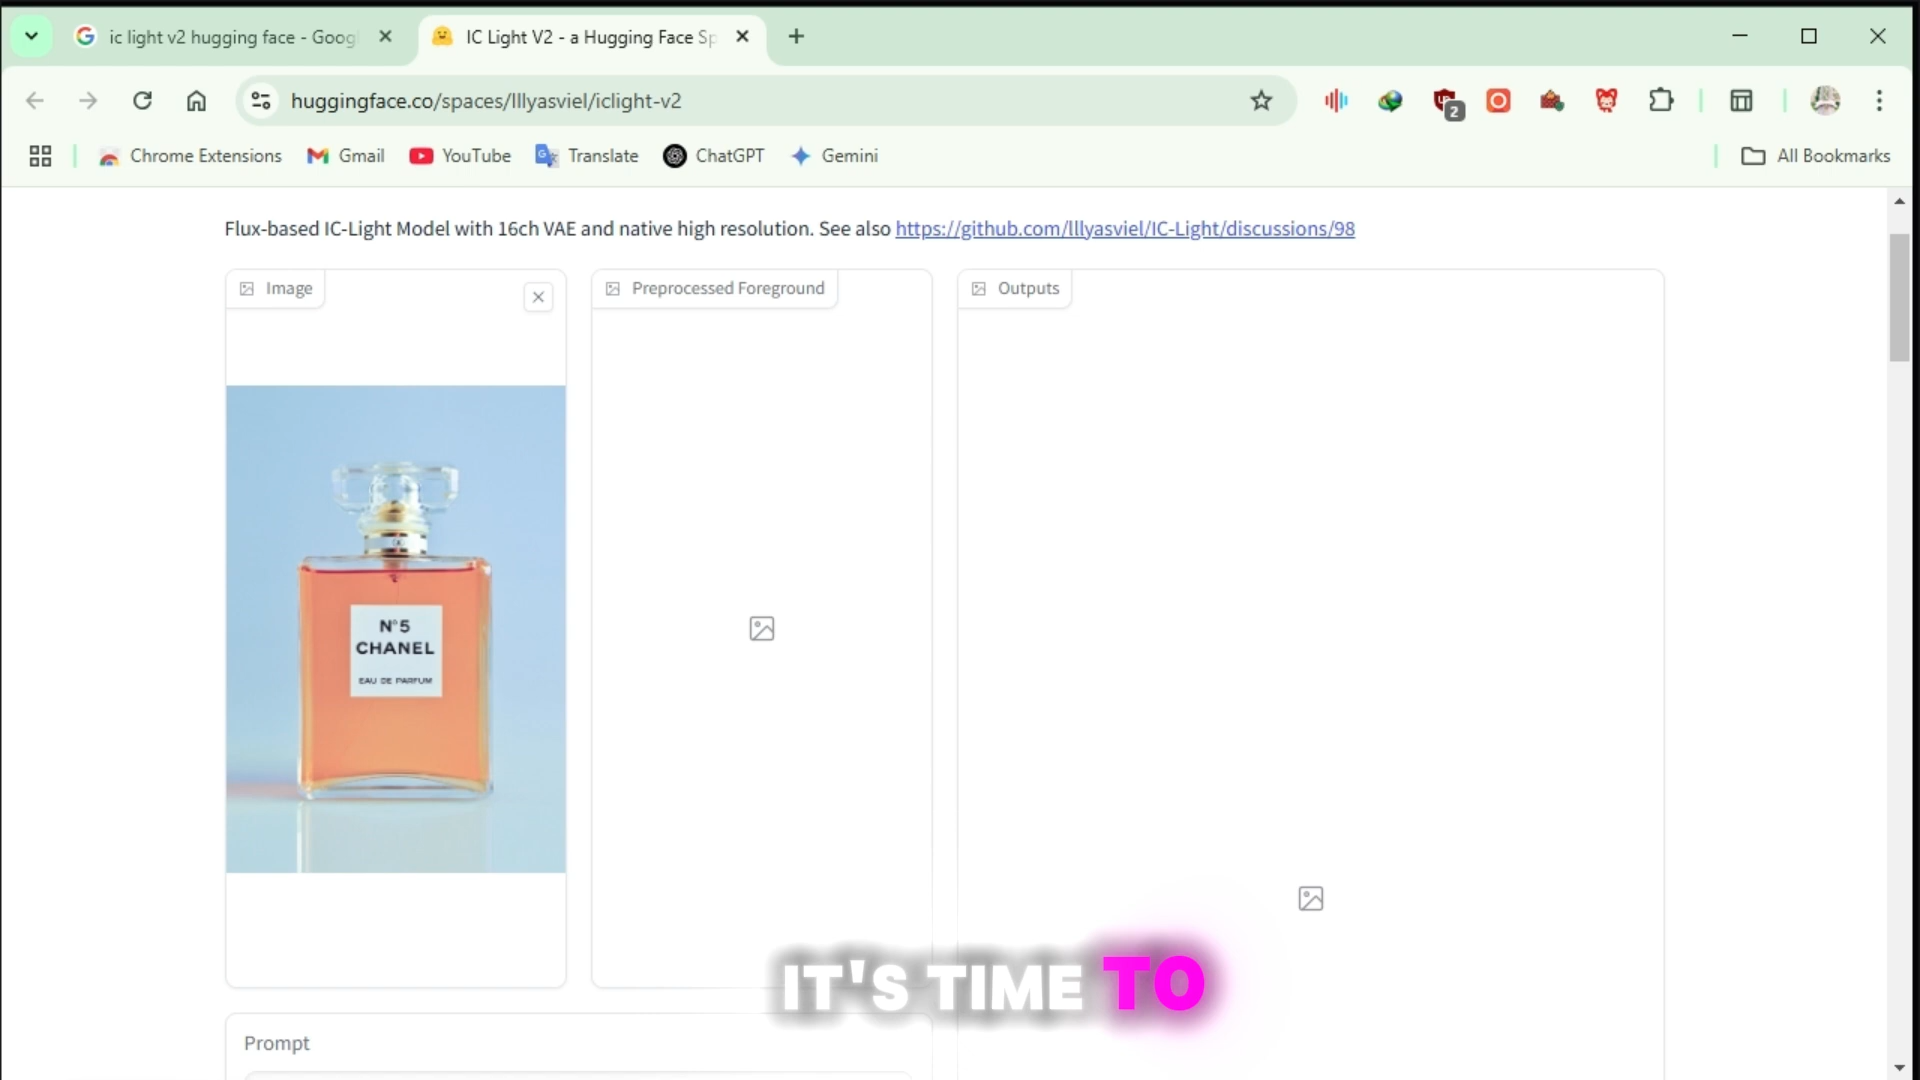 ic light v2 hugging face - Goog
IC Light V2 - a Hugging Face Sp
huggingface.co/spaces/lllyasviel/iclight-v2
2
Chrome Extensions
Gmail
YouTube
Translate
ChatGPT
Gemini
All Bookmarks
Flux-based IC-Light Model with 16ch VAE and native high resolution. See also https://github.com/lllyasviel/IC-Light/discussions/98
Image
Preprocessed Foreground
Outputs
N°5
CHANEL
EAU DE PARFUM
IT'S TIME TO
Prompt